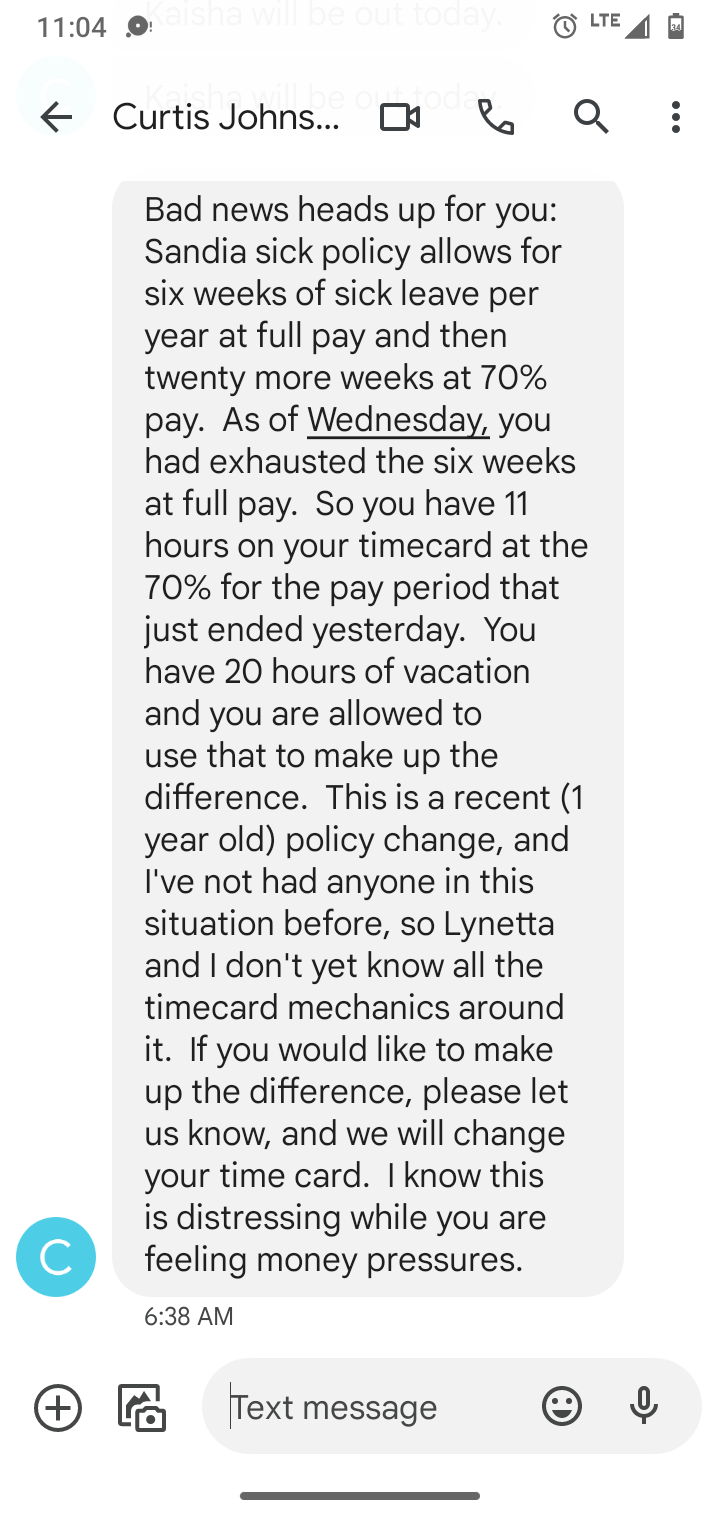 Kaisha will be out today.
11:04
LTE
34
Kaisha will be out today.
Curtis Johns...
Bad news heads up for you:
Sandia sick policy allows for
six weeks of sick leave per
year at full pay and then
twenty more weeks at 70%
pay.  As of Wednesday, you
had exhausted the six weeks
at full pay.  So you have 11
hours on your timecard at the
70% for the pay period that
just ended yesterday.  You
have 20 hours of vacation
and you are allowed to
use that to make up the
difference.  This is a recent (1
year old) policy change, and
I've not had anyone in this
situation before, so Lynetta
and I don't yet know all the
timecard mechanics around
it.  If you would like to make
up the difference, please let
us know, and we will change
your time card.  I know this
is distressing while you are
feeling money pressures.
C
6:38 AM
Text message